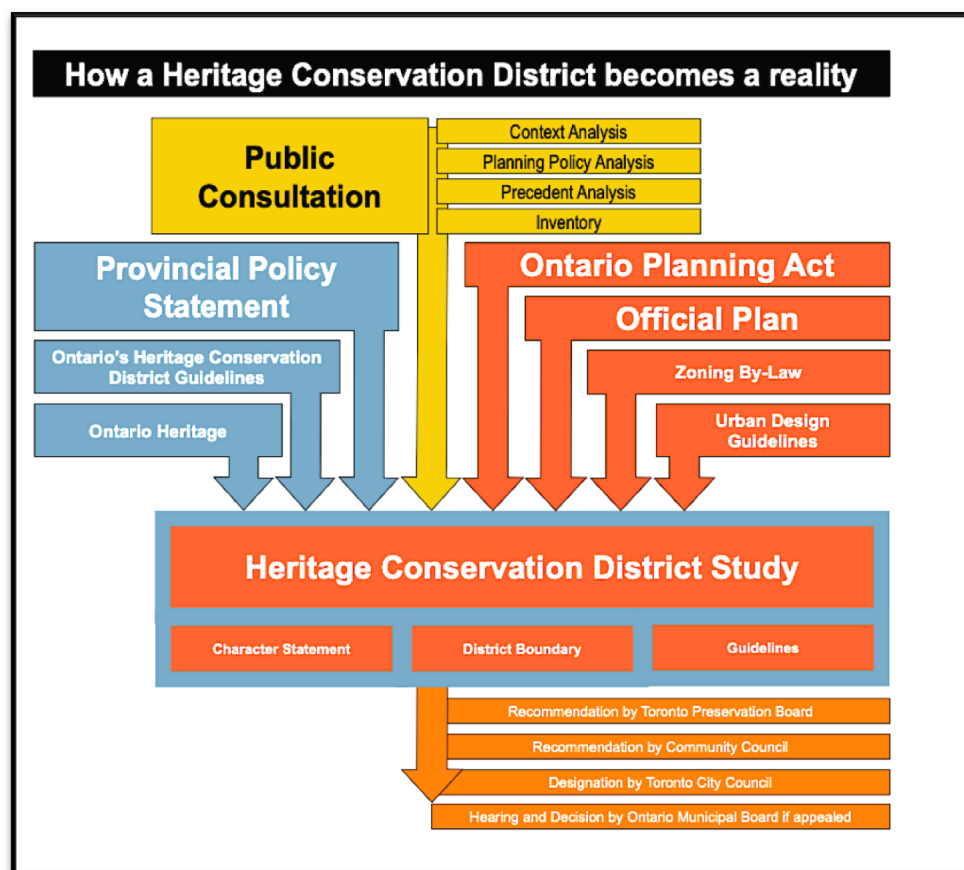 How a Heritage Conservation District becomes a reality
Public
Consultation
Context Analysis
Planning Policy Analysis
Precedent Analysis
Inventory
Provincial Policy
Statement
Ontario's Heritage Conservation
District Guidelines
Ontario Heritage
Ontario Planning Act
Official Plan
Zoning By-Law
Urban Design
Guidelines
Heritage Conservation District Study
Character Statement
District Boundary
Guidelines
Recommendation by Toronto Preservation Board
Recommendation by Community Council
Designation by Toronto City Council
Hearing and Decision by Ontario Municipal Board if appealed